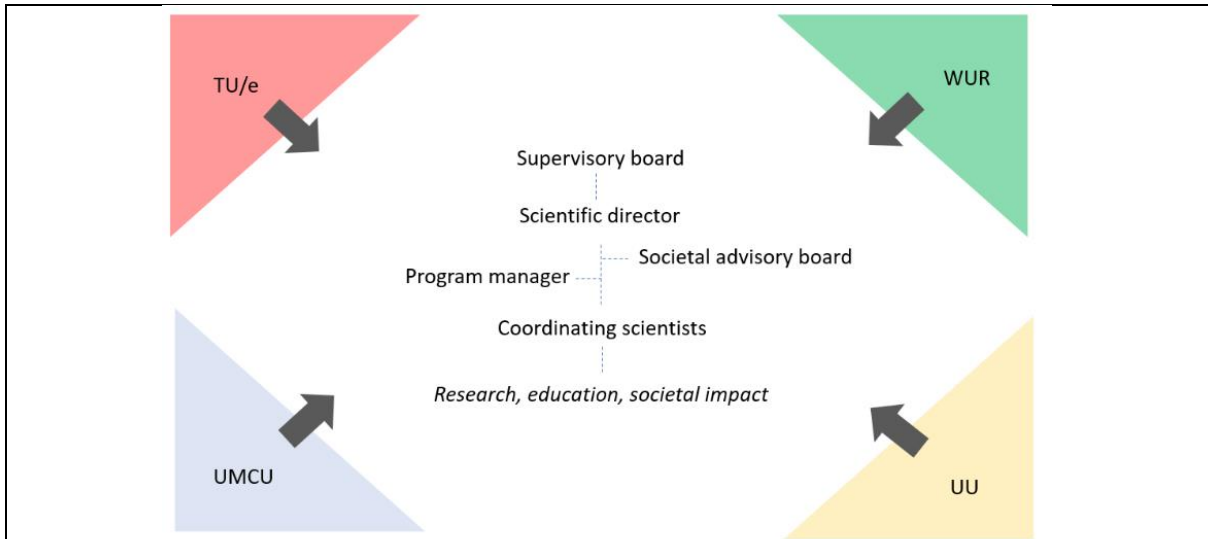 TU/e
WUR
Supervisory board
Scientific director
Societal advisory board
Program manager
Coordinating scientists
Research, education, societal impact
UMCU
UU